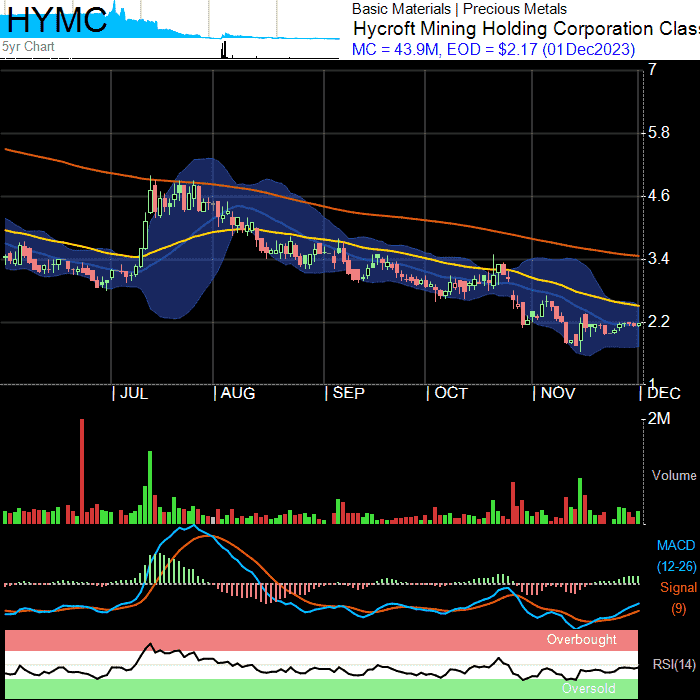 HYMC
5yr Chart
Basic Materials | Precious Metals
Hycroft Mining Holding Corporation Clas
MC = 43.9M, EOD = $2.17 (01Dec2023)
7
5.8
4.6
3.4
2.2
1
JUL
AUG
SEP
OCT
NOV
DEC
2M
Volume
MACD
(12-26)
Signal
(9)
Overbought
RSI(14)
Oversold